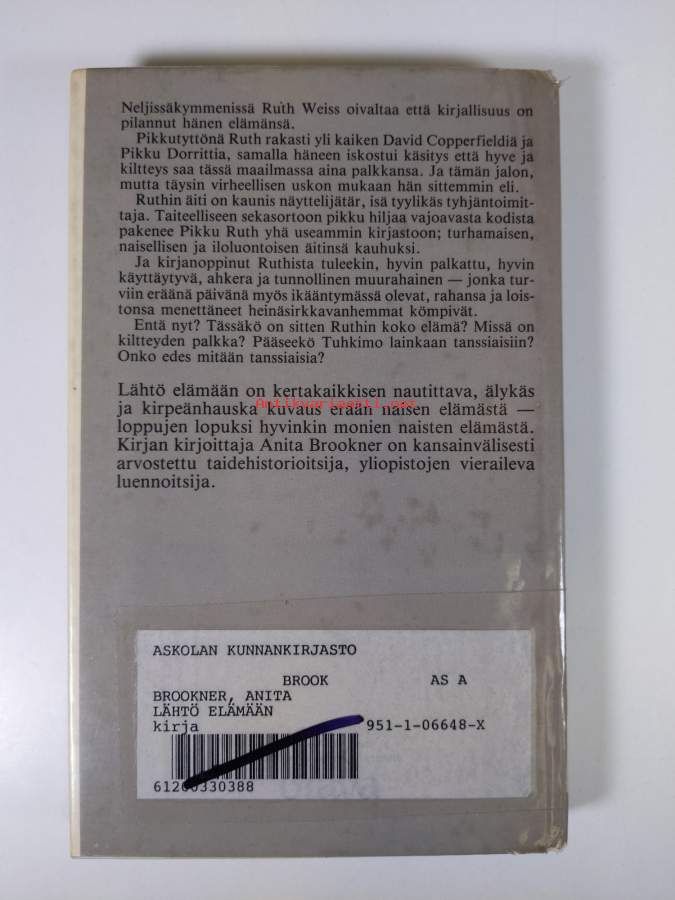 Neljissäkymmenissä Ruth Weiss oivaltaa että kirjallisuus on
pilannut hänen elämänsä.
Pikkutyttönä Ruth rakasti yli kaiken David Copperfieldiä ja
Pikku Dorrittia, samalla häneen iskostui käsitys että hyve ja
kiltteys saa tässä maailmassa aina palkkansa. Ja tämän jalon,
mutta täysin virheellisen uskon mukaan hän sittemmin eli.
Ruthin äiti on kaunis näyttelijätär, isä tyylikäs tyhjäntoimit-
taja. Taiteelliseen sekasortoon pikku hiljaa vajoavasta kodista
pakenee Pikku Ruth yhä useammin kirjastoon; turhamaisen,
naisellisen ja iloluontoisen äitinsä kauhuksi.
Ja kirjanoppinut Ruthista tuleekin, hyvin palkattu, hyvin
käyttäytyvä, ahkera ja tunnollinen muurahainen — jonka tur-
viin eräänä päivänä myös ikääntymässä olevat, rahansa ja lois-
tonsa menettäneet heinäsirkkavanhemmat kömpivät.
Entä nyt? Tässäkö on sitten Ruthin koko elämä? Missä on
kiltteyden palkka? Pääseekö Tuhkimo lainkaan tanssiaisiin?
Onko edes mitään tanssiaisia?
Lähtö elämään on kertakaikkisen nautittava, älykäs
ja kirpeänhauska kuvaus erään naisen elämästä —
Antikvariaatti.net
loppujen lopuksi hyvinkin monien naisten elämästä.
Kirjan kirjoittaja Anita Brookner on kansainvälisesti
arvostettu taidehistorioitsija, yliopistojen vieraileva
luennoitsija.
ASKOLAN KUNNANKIRJASTO
BROOK AS A
BROOKNER, ANITA
LÄHTÖ ELÄMÄÄN
kirja 951-1-06648-X
61200330388